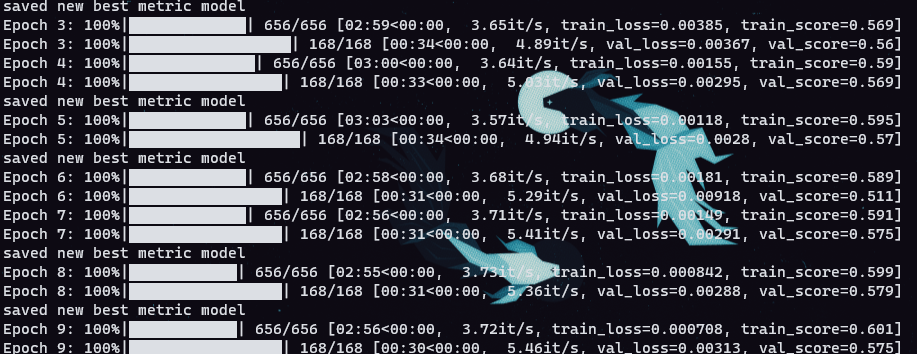 saved new best metric model
Epoch 3: 100%| | 656/656 [02:59<00:00, 3.65it/s, train_loss=0.00385, train_score=0.569]
Epoch 3: 100%| | 168/168 [00:34<00:00, 4.89it/s, val_loss=0.00367, val_score=0.56]
Epoch 4: 100%| | 656/656 [03:00<00:00, 3.64it/s, train_loss=0.00155, train_score=0.59]
Epoch 4: 100%| | 168/168 [00:33<00:00, 5.03it/s, val_loss=0.00295, val_score=0.569]
saved new best metric model
Epoch 5: 100%| | 656/656 [03:03<00:00, 3.57it/s, train_loss=0.00118, train_score=0.595]
Epoch 5: 100%| | 168/168 [00:34<00:00, 4.94it/s, val_loss=0.0028, val_score=0.57]
saved new best metric model
Epoch 6: 100%| | 656/656 [02:58<00:00, 3.68it/s, train_loss=0.00181, train_score=0.589]
Epoch 6: 100%| | 168/168 [00:31<00:00, 5.29it/s, val_loss=0.00918, val_score=0.511]
Epoch 7: 100%| | 656/656 [02:56<00:00, 3.71it/s, train_loss=0.00149, train_score=0.591]
Epoch 7: 100%| | 168/168 [00:31<00:00, 5.41it/s, val_loss=0.00291, val_score=0.575]
saved new best metric model
Epoch 8: 100%| | 656/656 [02:55<00:00, 3.73it/s, train_loss=0.000842, train_score=0.599]
Epoch 8: 100%| | 168/168 [00:31<00:00, 5.36it/s, val_loss=0.00288, val_score=0.579]
saved new best metric model
Epoch 9: 100%| | 656/656 [02:56<00:00, 3.72it/s, train_loss=0.000708, train_score=0.601]
Epoch 9: 100%| | 168/168 [00:30<00:00, 5.46it/s, val_loss=0.00313, val_score=0.575]